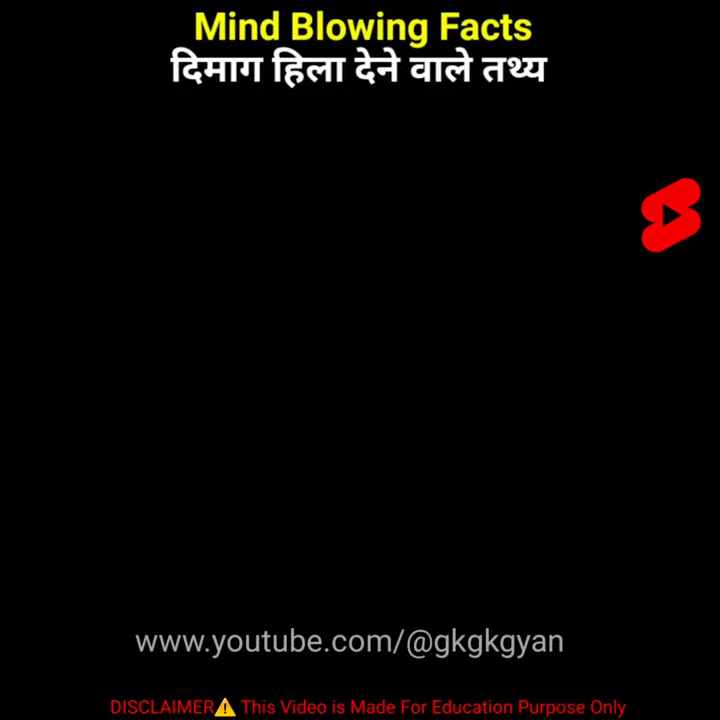 Mind Blowing Facts
दिमाग हिला देने वाले तथ्य
www.youtube.com/@gkgkgyan
DISCLAIMER⚠️ This Video is Made For Education Purpose Only